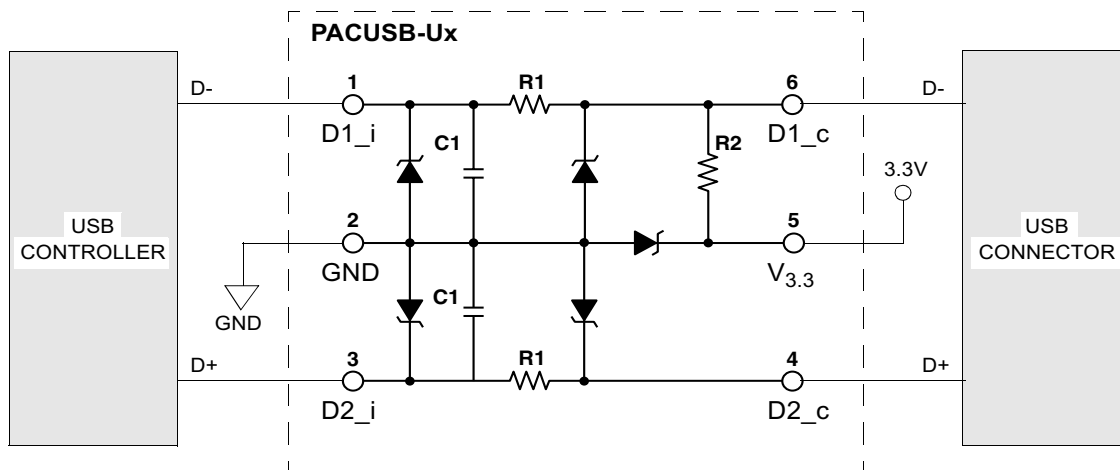 PACUSB-Ux
D-
1
R1
6
D-
D1_i
C1
R2
D1_c
3.3V
USB
CONTROLLER
2
5
USB
CONNECTOR
GND
V3.3
GND
C1
D+
3
R1
4
D+
D2_i
D2_c